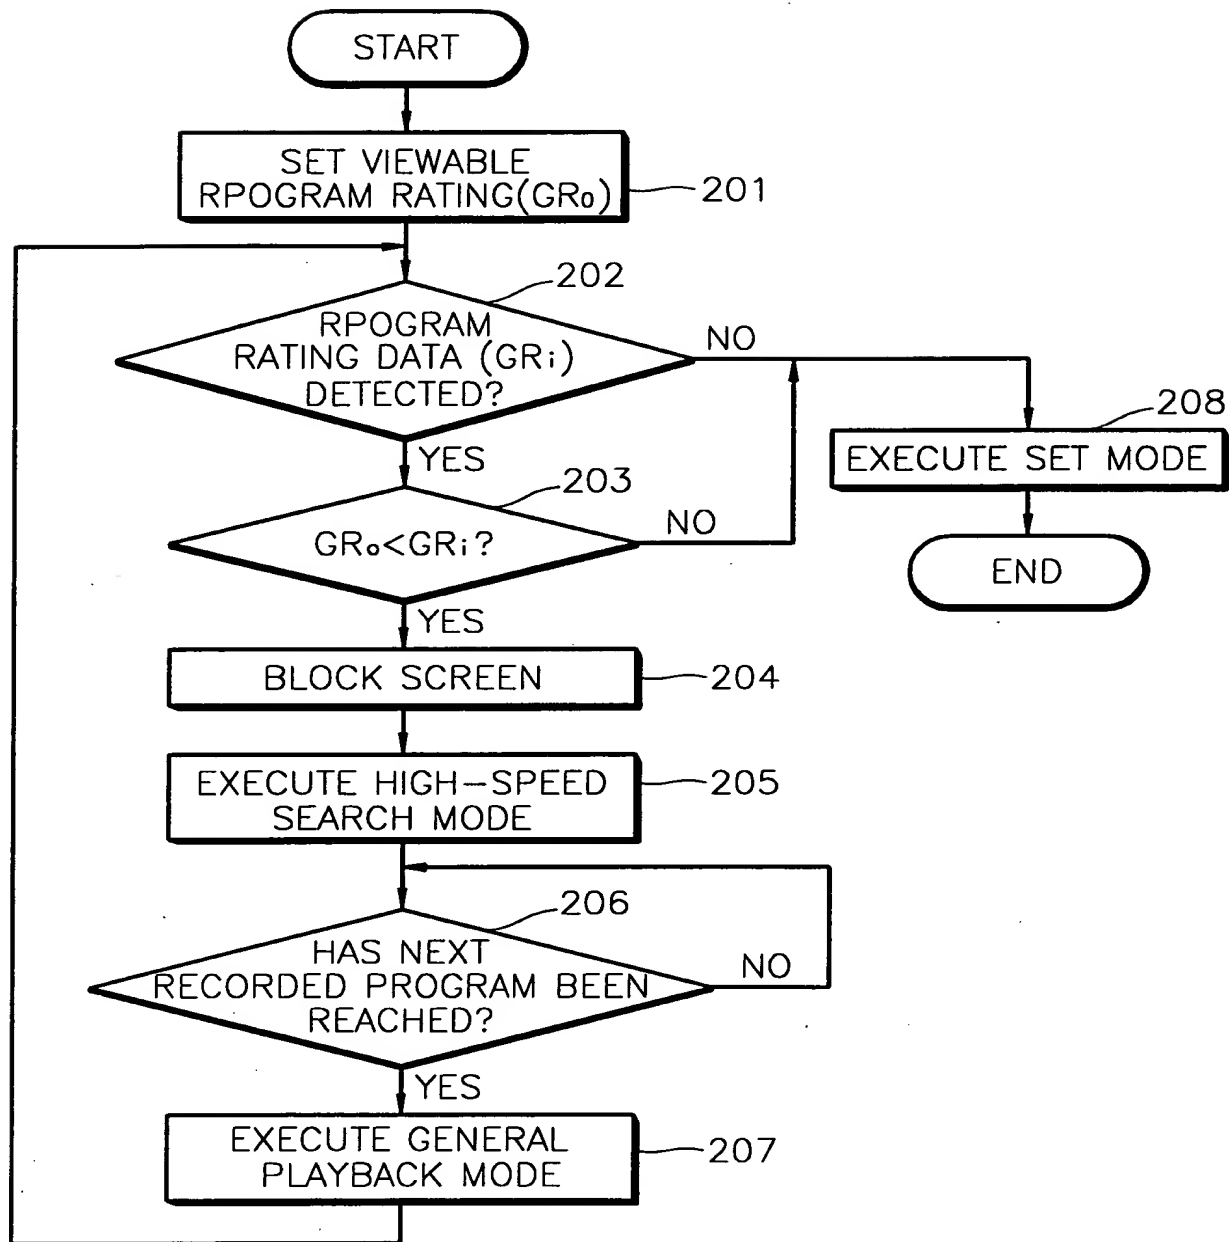 START
SET VIEWABLE
RPOGRAM RATING(GRo)
201
202
RPOGRAM
RATING DATA (GRi)
DETECTED?
NO
YES
208
EXECUTE SET MODE
203
GRo<GRi?
NO
END
YES
BLOCK SCREEN
204
EXECUTE HIGH-SPEED
SEARCH MODE
205
206
HAS NEXT
RECORDED PROGRAM BEEN
REACHED?
NO
YES
EXECUTE GENERAL
PLAYBACK MODE
207